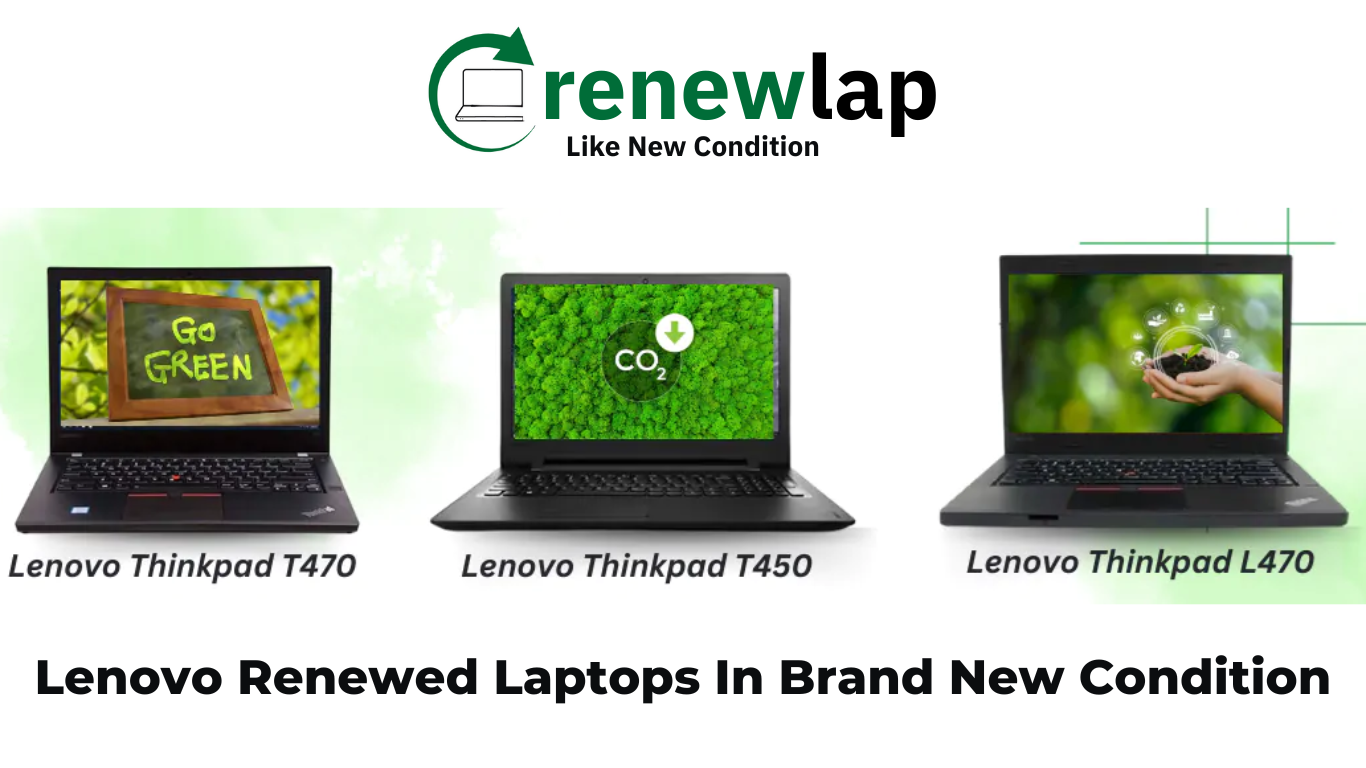 renewlap
Like New Condition
GO
GREEN
CO2
Lenovo Thinkpad T470
Lenovo Thinkpad T450
Lenovo Thinkpad L470
Lenovo Renewed Laptops In Brand New Condition